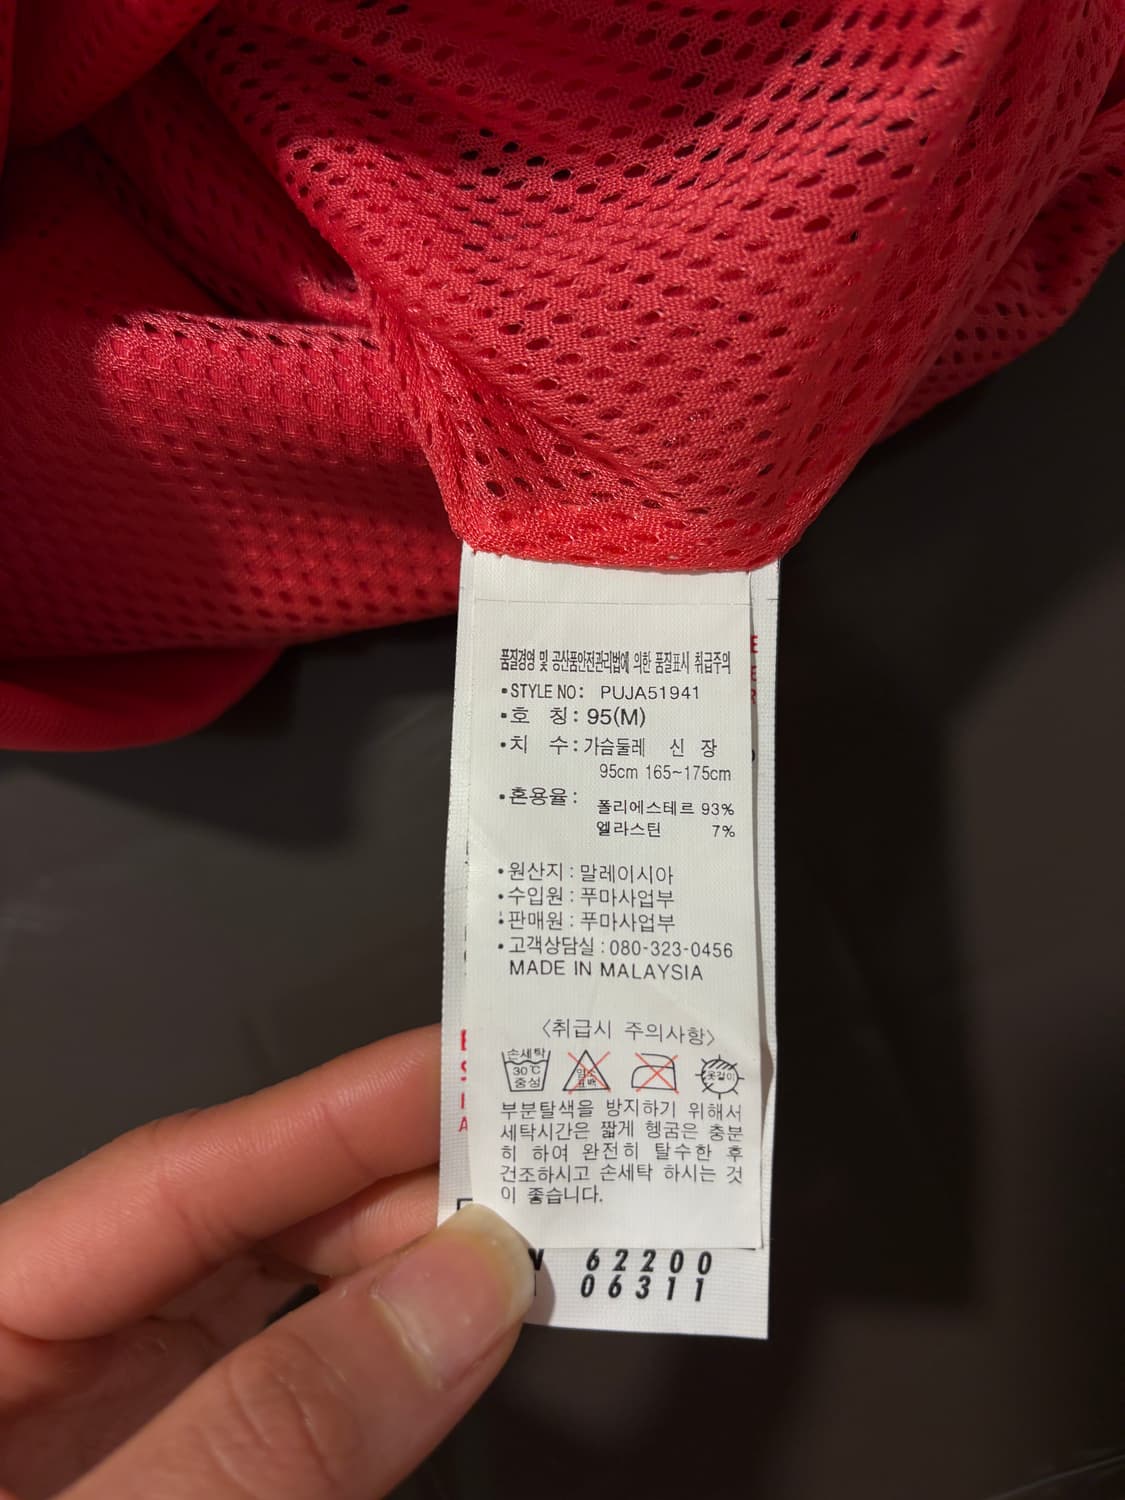 품질경영 및 공산품안전관리법에 의한 품질표시 취급주의
•STYLE NO: PUJA51941
•호 칭: 95(M)
•치 수: 가슴둘레 신 장
95cm 165~175cm
•혼용율: 폴리에스테르 93%
엘라스틴 7%
•원산지 : 말레이시아
•수입원 : 푸마사업부
•판매원 : 푸마사업부
•고객상담실 : 080-323-0456
MADE IN MALAYSIA
〈취급시 주의사항〉
손세탁
30℃
중성
염소
표백
옷걸이
부분탈색을 방지하기 위해서
세탁시간은 짧게 헹굼은 충분
히 하여 완전히 탈수한 후
건조하시고 손세탁 하시는 것
이 좋습니다.
62200
06311